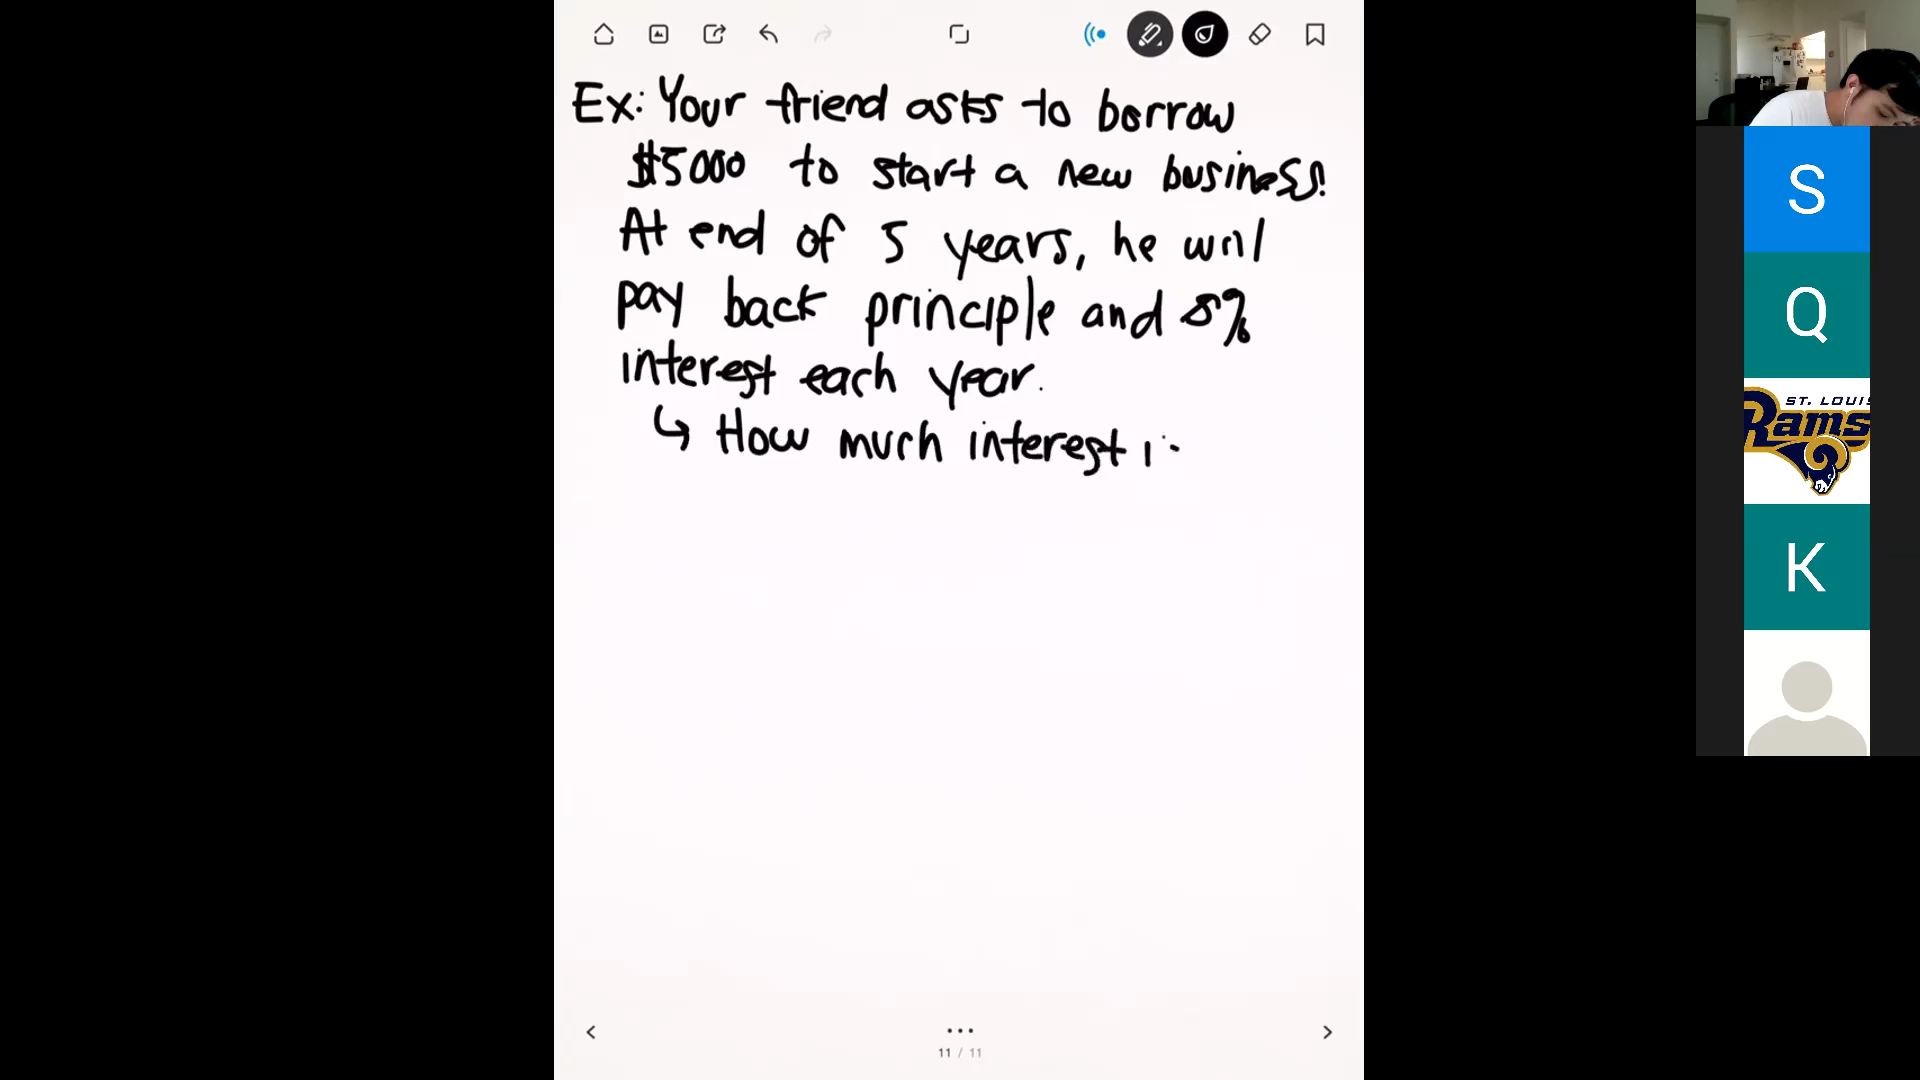 Ex: Your friend asks to borrow
$5000 to start a new business.
At end of 5 years, he will
pay back principle and 8%
interest each year.
↳ How much interest i
11 / 11
S
Q
ST. LOUIS
Rams
K